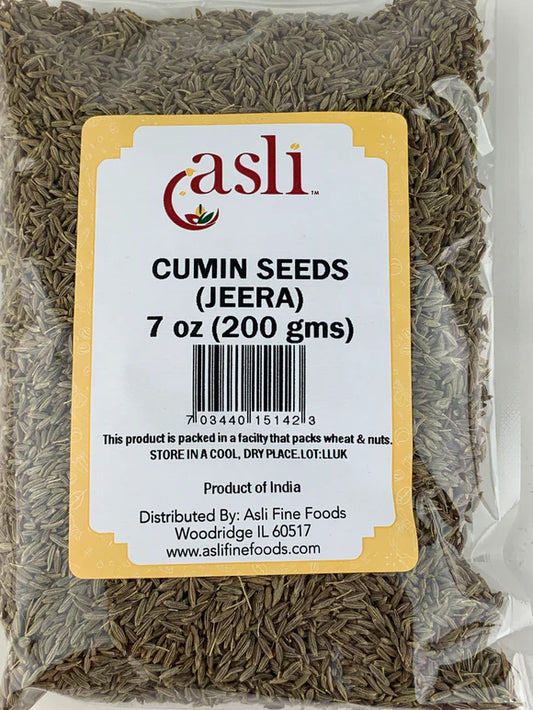 asli™
CUMIN SEEDS
(JEERA)
7 oz (200 gms)
7 03440 15142 3
This product is packed in a facilty that packs wheat & nuts.
STORE IN A COOL, DRY PLACE.LOT:LLUK
Product of India
Distributed By: Asli Fine Foods
Woodridge IL 60517
www.aslifinefoods.com